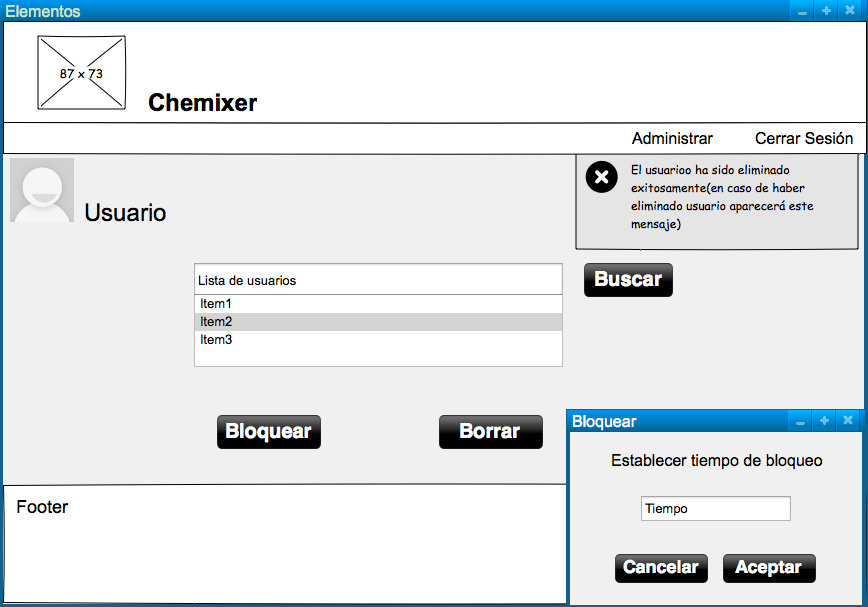 Elementos
87 x 73
Chemixer
Administrar
Cerrar Sesión
El usuarioo ha sido eliminado
exitosamente(en caso de haber
eliminado usuario aparecerá este
mensaje)
Usuario
Lista de usuarios
Buscar
Item1
Item2
Item3
Bloquear
Borrar
Bloquear
Establecer tiempo de bloqueo
Tiempo
Cancelar
Aceptar
Footer